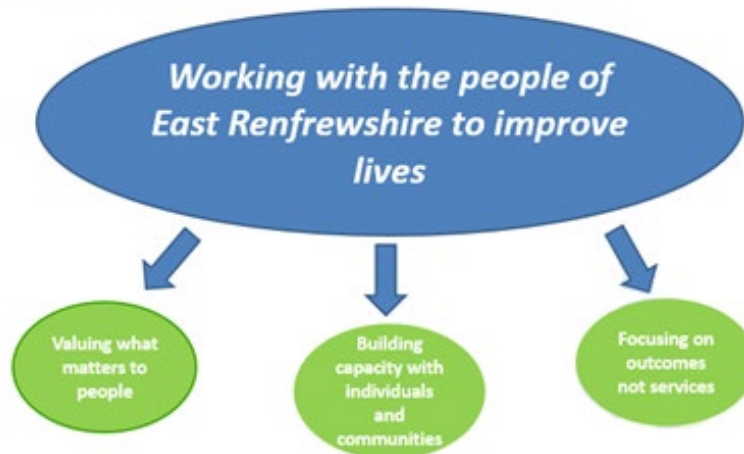 Working with the people of
East Renfrewshire to improve
lives
Valuing what
matters to
people
Building
capacity with
individuals
and
communities
Focusing on
outcomes
not services